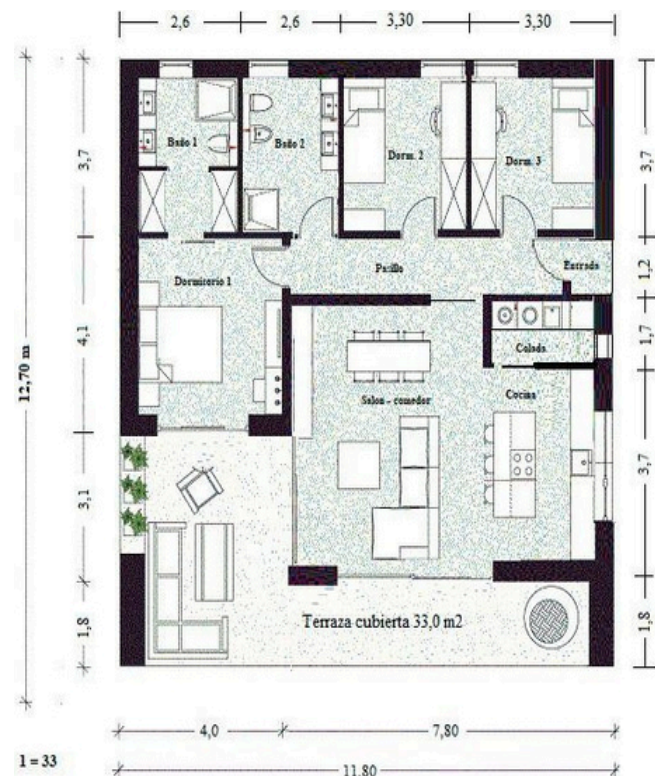 2,6
2,6
3,30
3,30
3,7
4,1
3,1
1,8
12,70 m
3,7
1,2
1,7
3,7
1,8
Baño 1
Baño 2
Dorm. 2
Dorm. 3
Dormitorio 1
Pasillo
Entrada
Colada
Salon - comedor
Cocina
Terraza cubierta 33,0 m2
4,0
7,80
1 = 33
11,80